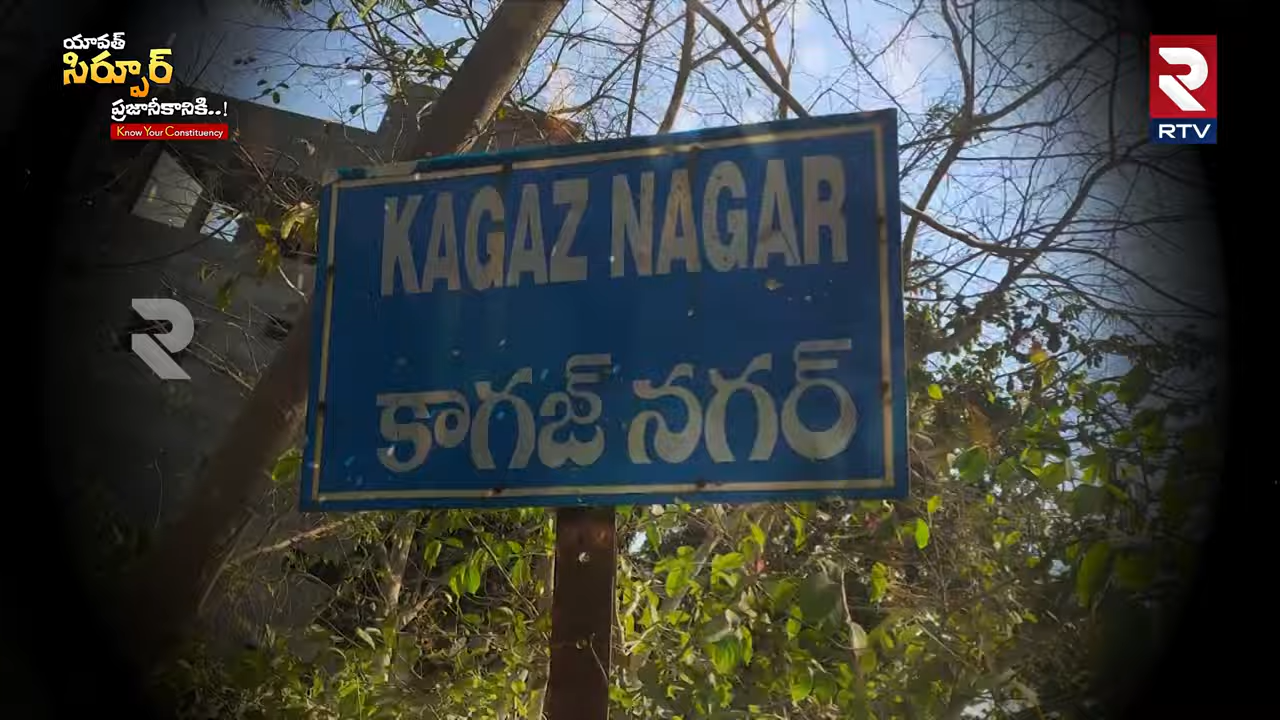 యావత్
సిర్పూర్
ప్రజానీకానికి..!
Know Your Constituency
RTV
KAGAZ NAGAR
కాగజ్ నగర్